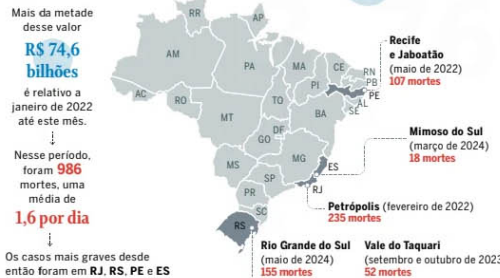 Mais da metade
desse valor
R$ 74,6
bilhões
é relativo a
janeiro de 2022
até este mês.
Nesse período,
foram 986
mortes, uma
média de
1,6 por dia
Os casos mais graves desde
então foram em RJ, RS, PE e ES
RR
AP
AM
PA
MA
CE
RN
PB
PE
PI
AL
SE
AC
RO
TO
BA
MT
DF
GO
MG
ES
MS
SP
RJ
PR
SC
RS
Recife
e Jaboatão
(maio de 2022)
107 mortes
Mimoso do Sul
(março de 2024)
18 mortes
Petrópolis (fevereiro de 2022)
235 mortes
Rio Grande do Sul
(maio de 2024)
155 mortes
Vale do Taquari
(setembro e outubro de 2023
52 mortes